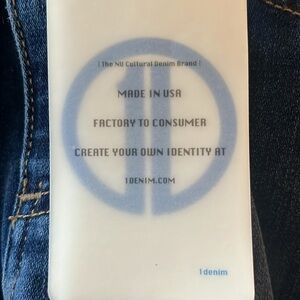 | The NU Cultural Denim Brand |
MADE IN USA
FACTORY TO CONSUMER
CREATE YOUR OWN IDENTITY AT
1DENIM.COM
1denim